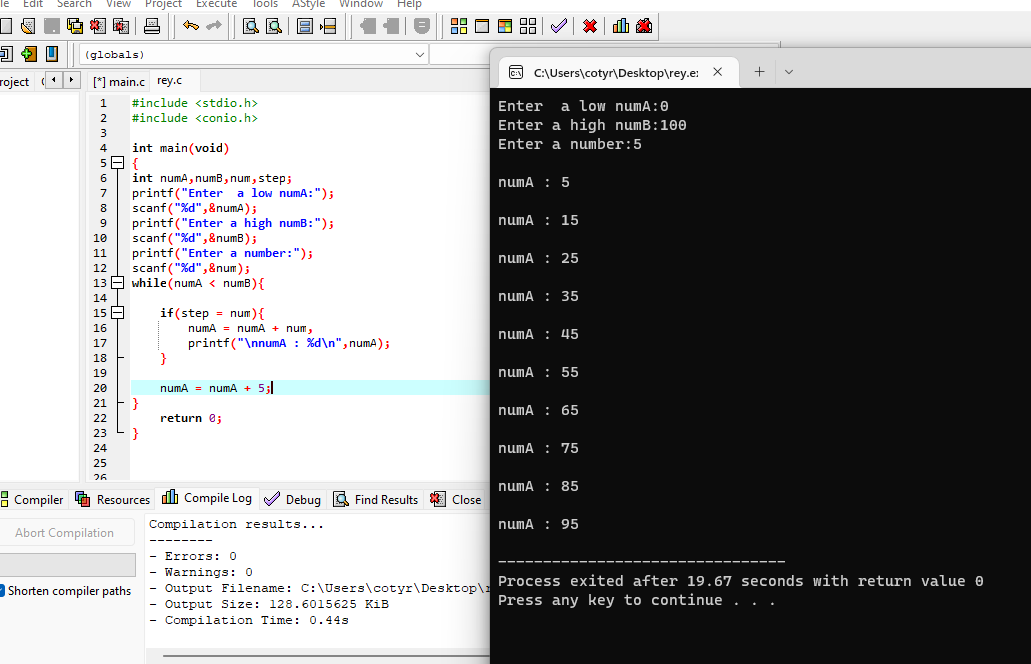 le Edit Search View Project Execute Tools AStyle Window Help
(globals)
roject
[*] main.c rey.c
1 #include <stdio.h>
2 #include <conio.h>
3
4 int main(void)
5 {
6 int numA,numB,num,step;
7 printf("Enter  a low numA:");
8 scanf("%d",&numA);
9 printf("Enter a high numB:");
10 scanf("%d",&numB);
11 printf("Enter a number:");
12 scanf("%d",&num);
13 while(numA < numB){
14
15 if(step = num){
16 numA = numA + num,
17 printf("\nnumA : %d\n",numA);
18 }
19
20 numA = numA + 5;
21 }
22 return 0;
23 }
24
25
26
Compiler Resources Compile Log Debug Find Results Close
Abort Compilation
Shorten compiler paths
Compilation results...
--------
- Errors: 0
- Warnings: 0
- Output Filename: C:\Users\cotyr\Desktop\r
- Output Size: 128.6015625 KiB
- Compilation Time: 0.44s
C:\Users\cotyr\Desktop\rey.e
Enter  a low numA:0
Enter a high numB:100
Enter a number:5
numA : 5
numA : 15
numA : 25
numA : 35
numA : 45
numA : 55
numA : 65
numA : 75
numA : 85
numA : 95
--------------------------------
Process exited after 19.67 seconds with return value 0
Press any key to continue . . .